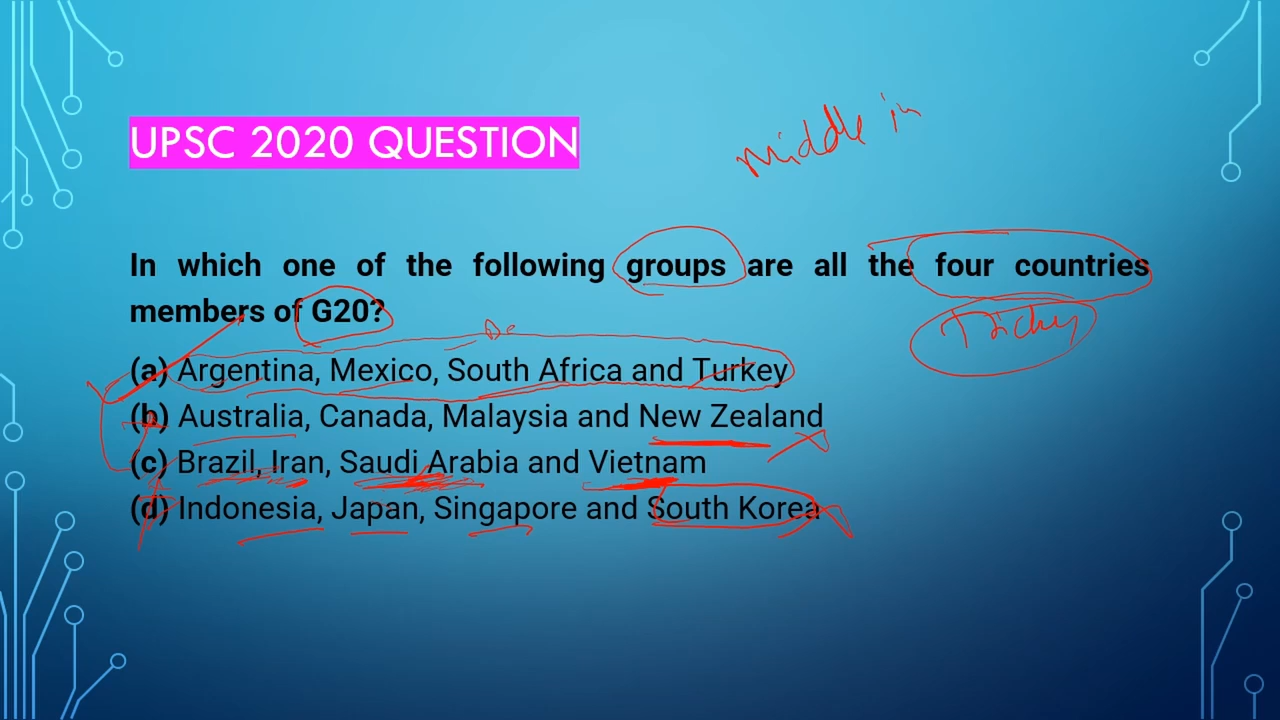 UPSC 2020 QUESTION
middle in
In which one of the following groups are all the four countries
members of G20?
Tricky
De
(a) Argentina, Mexico, South Africa and Turkey
(b) Australia, Canada, Malaysia and New Zealand
(c) Brazil, Iran, Saudi Arabia and Vietnam
(d) Indonesia, Japan, Singapore and South Korea